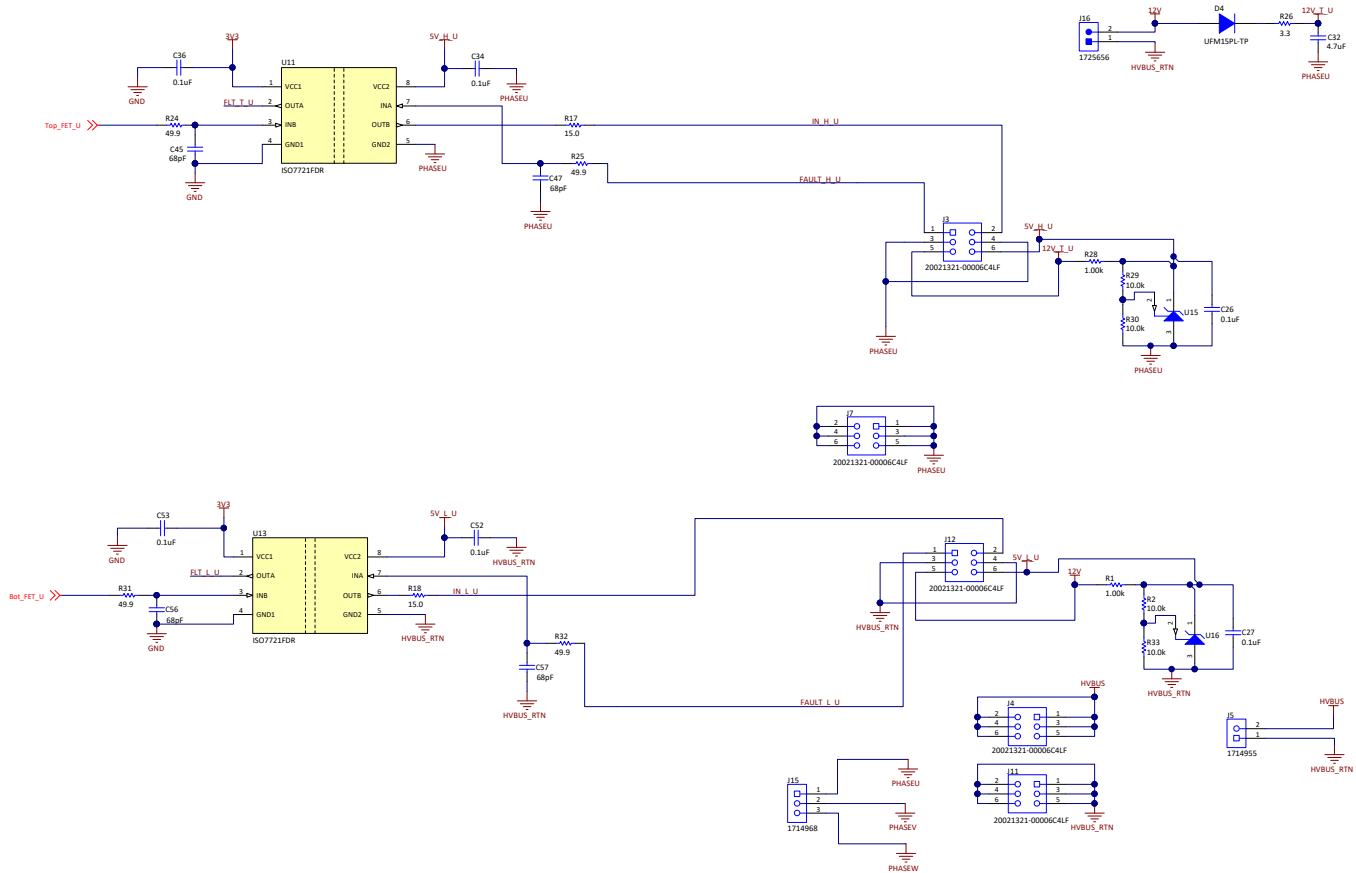 J16
2
1
1725656
12V
HVBUS_RTN
D4
UFM15PL-TP
R26
3.3
12V_T_U
C32
4.7uF
PHASEU
3V3
C36
0.1uF
GND
U11
1 VCC1
2 OUTA
3 INB
4 GND1
VCC2 8
INA 7
OUTB 6
GND2 5
ISO7721FDR
FLT_T_U
Top_FET_U
R24
49.9
C45
68pF
GND
5V_H_U
C34
0.1uF
PHASEU
PHASEU
R17
15.0
IN_H_U
R25
49.9
C47
68pF
PHASEU
FAULT_H_U
J3
1 2
3 4
5 6
20021321-00006C4LF
PHASEU
5V_H_U
12V_T_U
R28
1.00k
R29
10.0k
R30
10.0k
1
2
3
U15
C26
0.1uF
PHASEU
J7
2 1
4 3
6 5
20021321-00006C4LF
PHASEU
3V3
C53
0.1uF
GND
U13
1 VCC1
2 OUTA
3 INB
4 GND1
VCC2 8
INA 7
OUTB 6
GND2 5
ISO7721FDR
FLT_L_U
Bot_FET_U
R31
49.9
C56
68pF
GND
5V_L_U
C52
0.1uF
HVBUS_RTN
R18
15.0
IN_L_U
HVBUS_RTN
R32
49.9
C57
68pF
HVBUS_RTN
FAULT_L_U
J12
1 2
3 4
5 6
20021321-00006C4LF
HVBUS_RTN
5V_L_U
12V
R1
1.00k
R2
10.0k
R33
10.0k
1
2
3
U16
C27
0.1uF
HVBUS_RTN
HVBUS
J4
2 1
4 3
6 5
20021321-00006C4LF
J5
2
1
1714955
HVBUS
HVBUS_RTN
J11
2 1
4 3
6 5
20021321-00006C4LF
HVBUS_RTN
J15
1
2
3
1714968
PHASEU
PHASEV
PHASEW